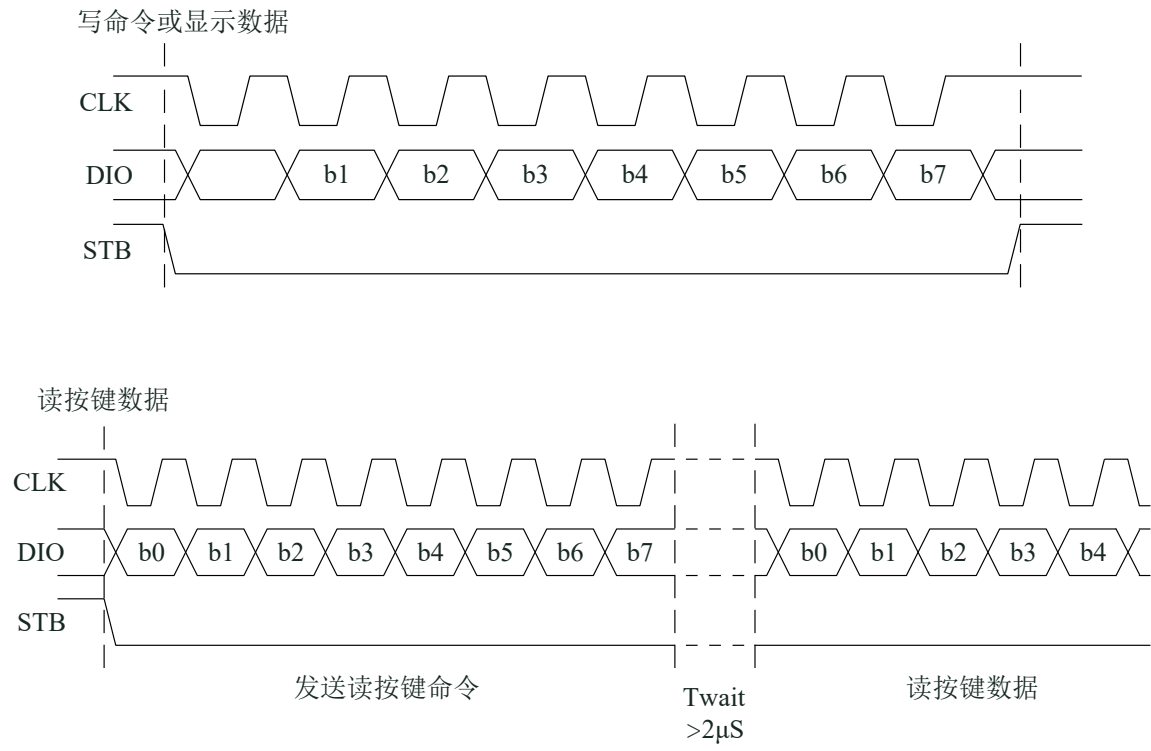 写命令或显示数据
CLK
DIO b1 b2 b3 b4 b5 b6 b7
STB
读按键数据
CLK
DIO b0 b1 b2 b3 b4 b5 b6 b7 b0 b1 b2 b3 b4
STB
发送读按键命令
Twait
>2μS
读按键数据